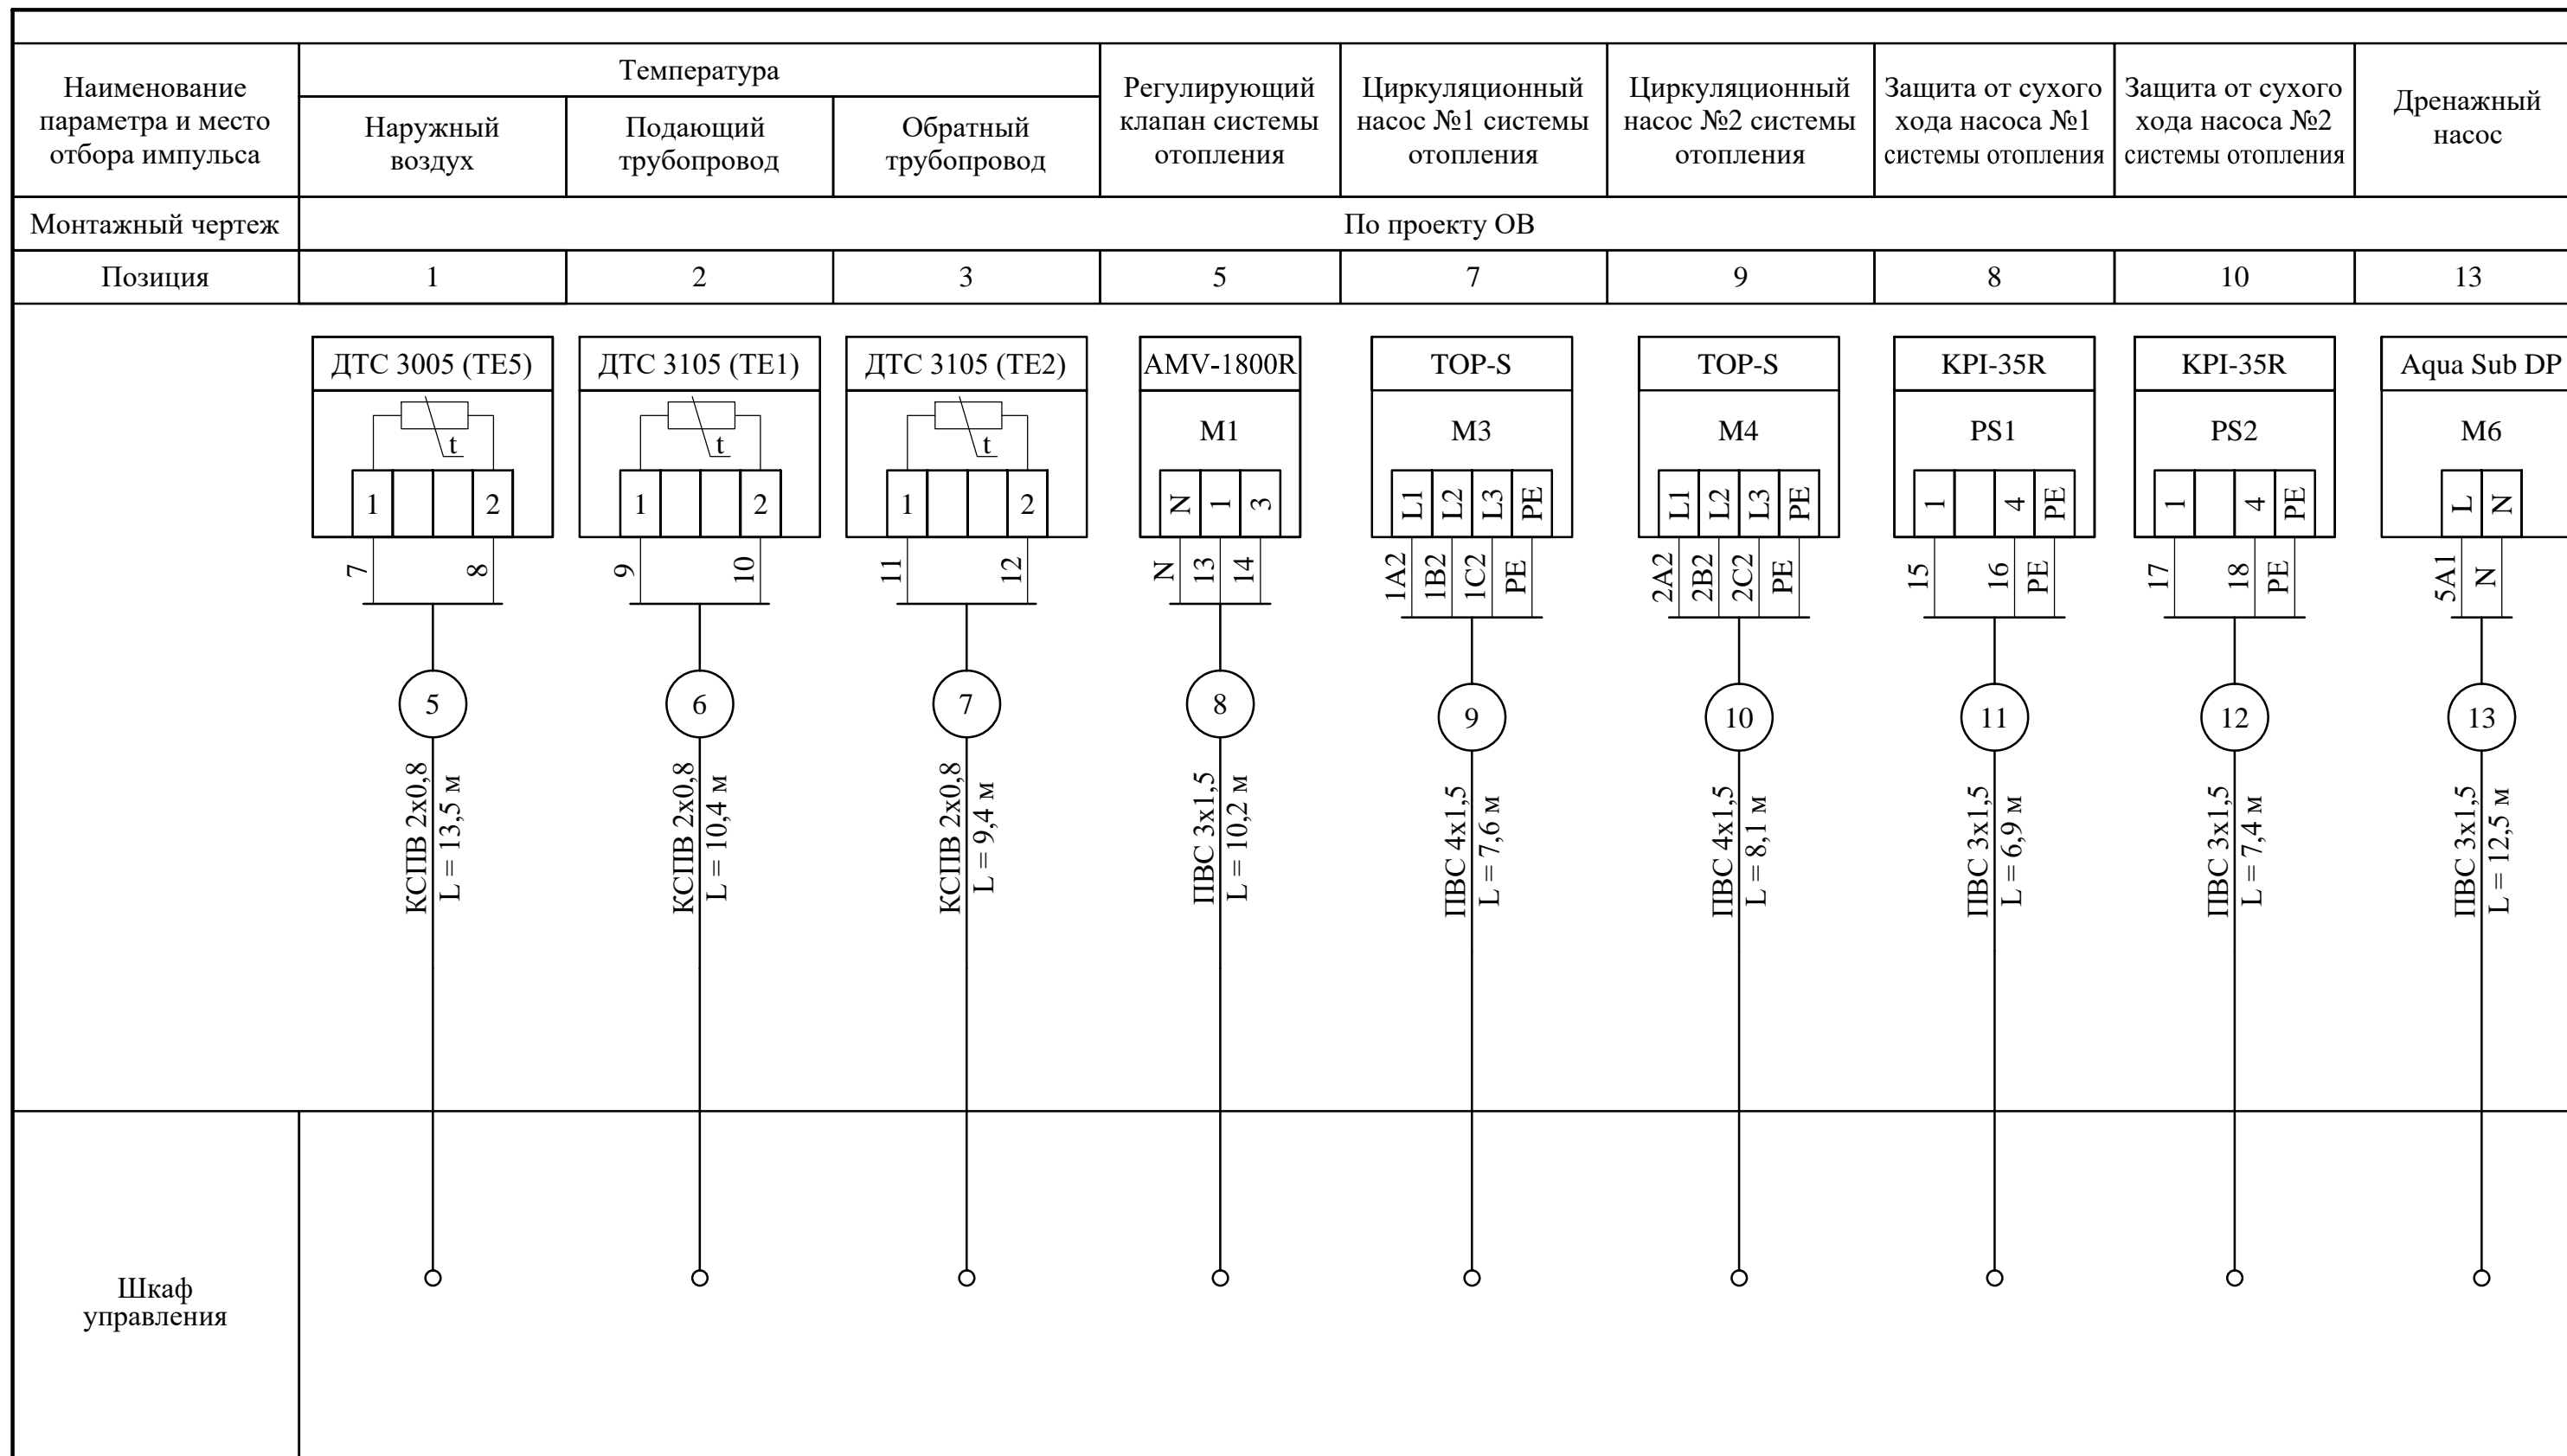 Наименование
параметра и место
отбора импульса
Температура
Наружный
воздух
Подающий
трубопровод
Обратный
трубопровод
Регулирующий
клапан системы
отопления
Циркуляционный
насос №1 системы
отопления
Циркуляционный
насос №2 системы
отопления
Защита от сухого
хода насоса №1
системы отопления
Защита от сухого
хода насоса №2
системы отопления
Дренажный
насос
Монтажный чертеж
По проекту ОВ
Позиция
1
2
3
5
7
9
8
10
13
ДТС 3005 (ТЕ5)
t
1
2
7
8
5
КСПВ 2х0,8
L = 13,5 м
ДТС 3105 (ТЕ1)
t
1
2
9
10
6
КСПВ 2х0,8
L = 10,4 м
ДТС 3105 (ТЕ2)
t
1
2
11
12
7
КСПВ 2х0,8
L = 9,4 м
AMV-1800R
M1
N
1
3
N
13
14
8
ПВС 3х1,5
L = 10,2 м
TOP-S
M3
L1
L2
L3
PE
1A2
1B2
1C2
PE
9
ПВС 4х1,5
L = 7,6 м
TOP-S
M4
L1
L2
L3
PE
2A2
2B2
2C2
PE
10
ПВС 4х1,5
L = 8,1 м
KPI-35R
PS1
1
4
PE
15
16
PE
11
ПВС 3х1,5
L = 6,9 м
KPI-35R
PS2
1
4
PE
17
18
PE
12
ПВС 3х1,5
L = 7,4 м
Aqua Sub DP
M6
L
N
5A1
N
13
ПВС 3х1,5
L = 12,5 м
Шкаф
управления